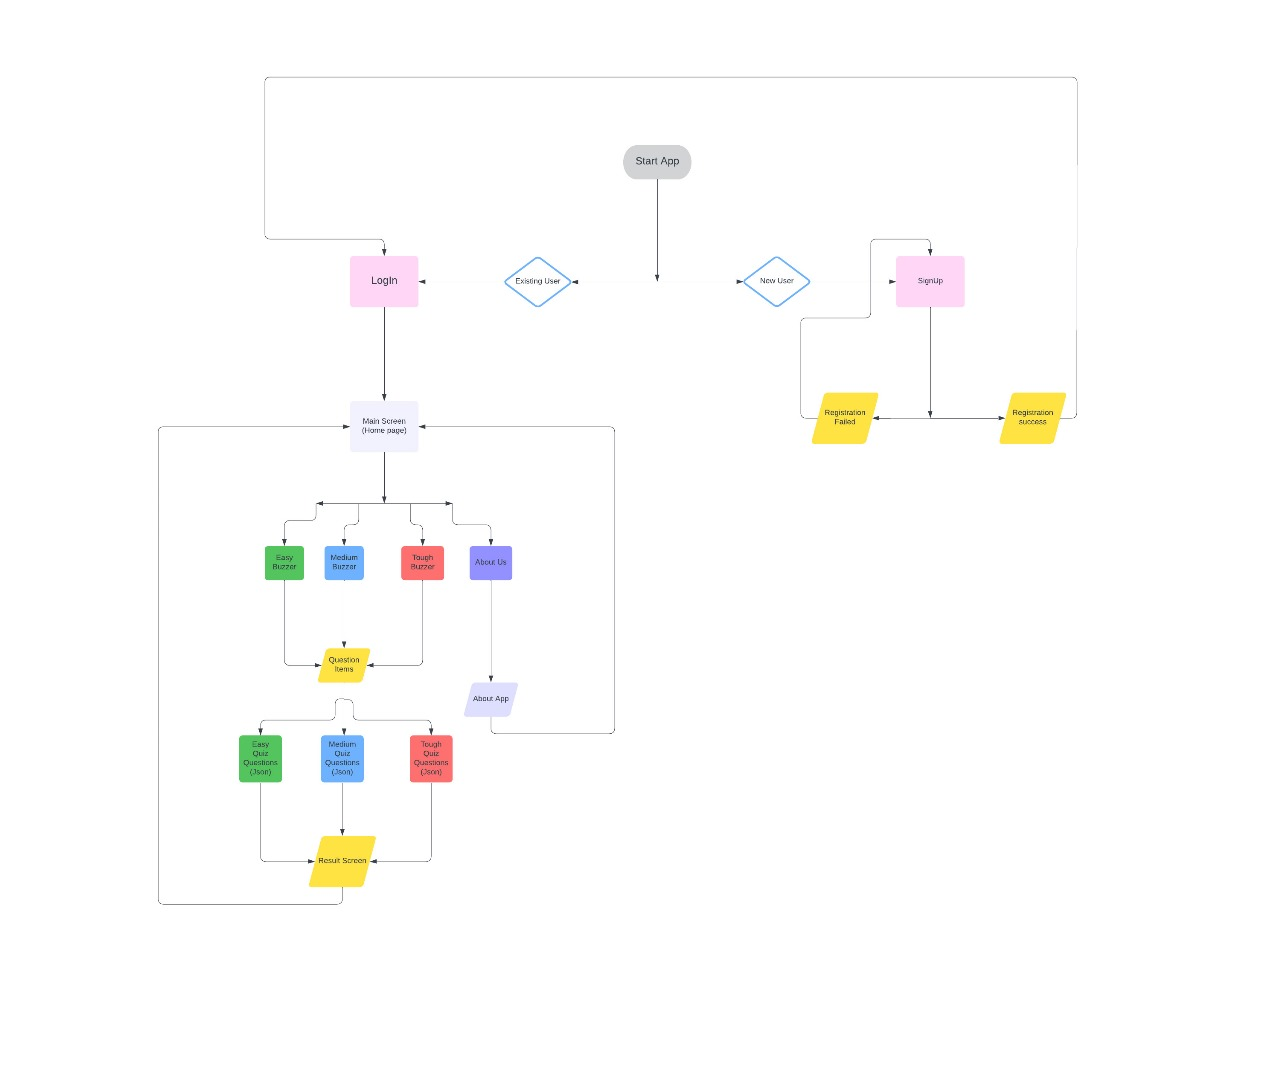 Start App
LogIn
Existing User
New User
SignUp
Registration
Failed
Registration
success
Main Screen
(Home page)
Easy
Buzzer
Medium
Buzzer
Tough
Buzzer
About Us
Question
Items
About App
Easy
Quiz
Questions
(Json)
Medium
Quiz
Questions
(Json)
Tough
Quiz
Questions
(Json)
Result Screen